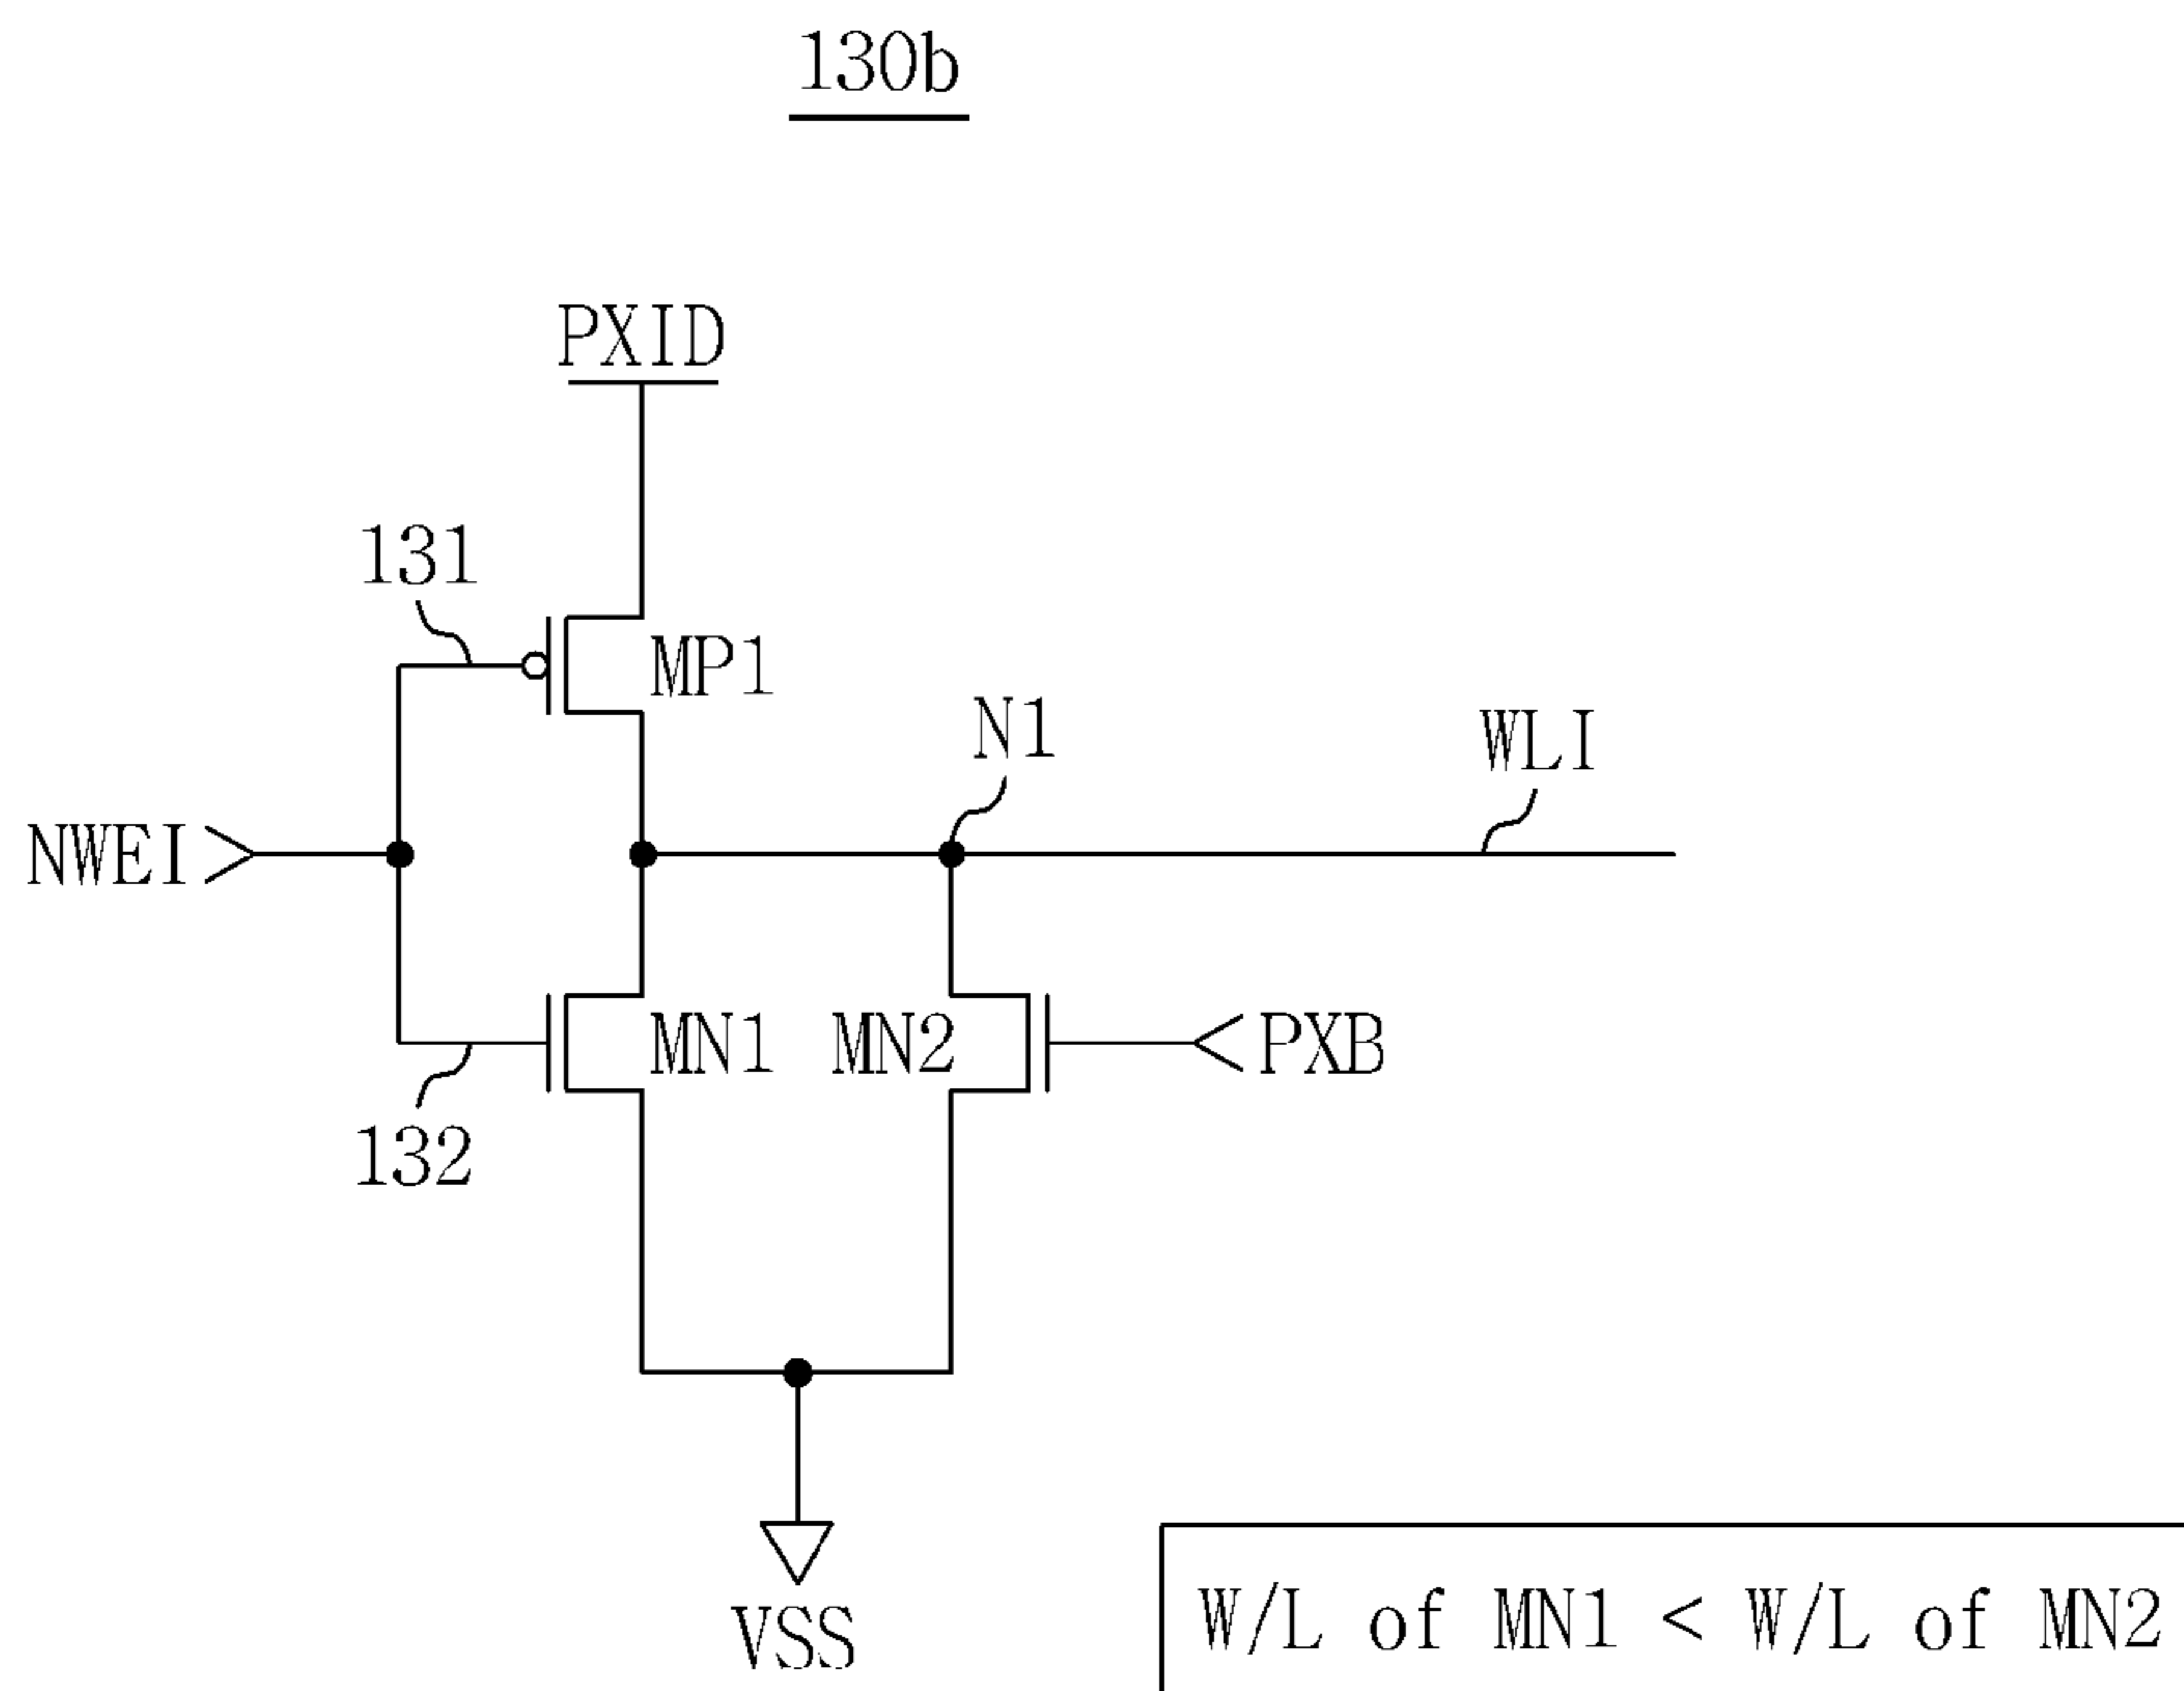 130b
PXID
131
MP1
N1
WLI
NWEI
MN1
MN2
PXB
132
VSS
W/L of MN1 < W/L of MN2